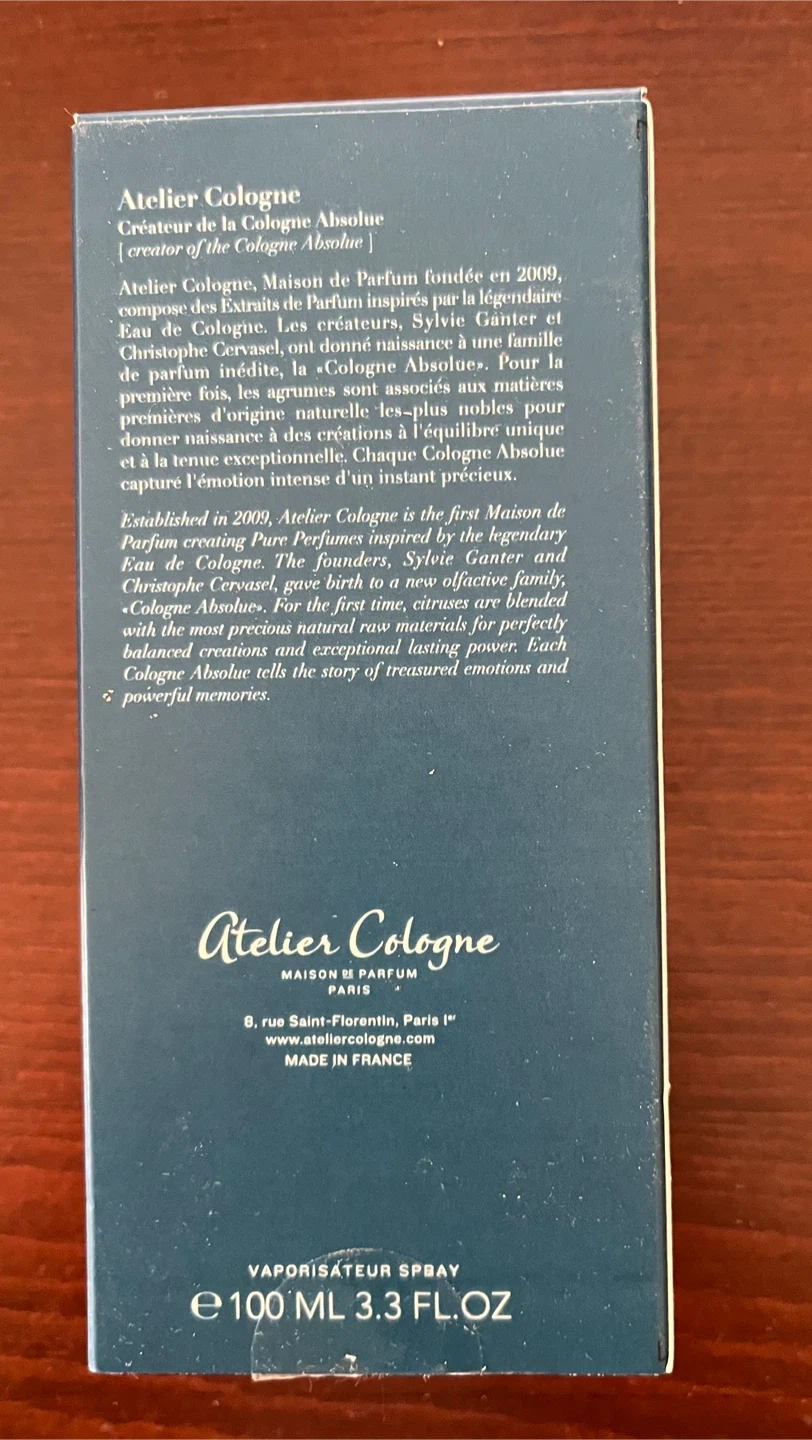 Atelier Cologne
Créateur de la Cologne Absolue
[ creator of the Cologne Absolue ]
Atelier Cologne, Maison de Parfum fondée en 2009,
compose des Extraits de Parfum inspirés par la légendaire
Eau de Cologne. Les créateurs, Sylvie Ganter et
Christophe Cervasel, ont donné naissance à une famille
de parfum inédite, la «Cologne Absolue». Pour la
première fois, les agrumes sont associés aux matières
premières d'origine naturelle les plus nobles pour
donner naissance à des créations à l'équilibre unique
et à la tenue exceptionnelle. Chaque Cologne Absolue
capture l'émotion intense d'un instant précieux.
Established in 2009, Atelier Cologne is the first Maison de
Parfum creating Pure Perfumes inspired by the legendary
Eau de Cologne. The founders, Sylvie Ganter and
Christophe Cervasel, gave birth to a new olfactive family,
«Cologne Absolue». For the first time, citruses are blended
with the most precious natural raw materials for perfectly
balanced creations and exceptional lasting power. Each
Cologne Absolue tells the story of treasured emotions and
powerful memories.
Atelier Cologne
MAISON DE PARFUM
PARIS
8, rue Saint-Florentin, Paris Iᵉʳ
www.ateliercologne.com
MADE IN FRANCE
VAPORISATEUR SPRAY
℮ 100 ML 3.3 FL.OZ